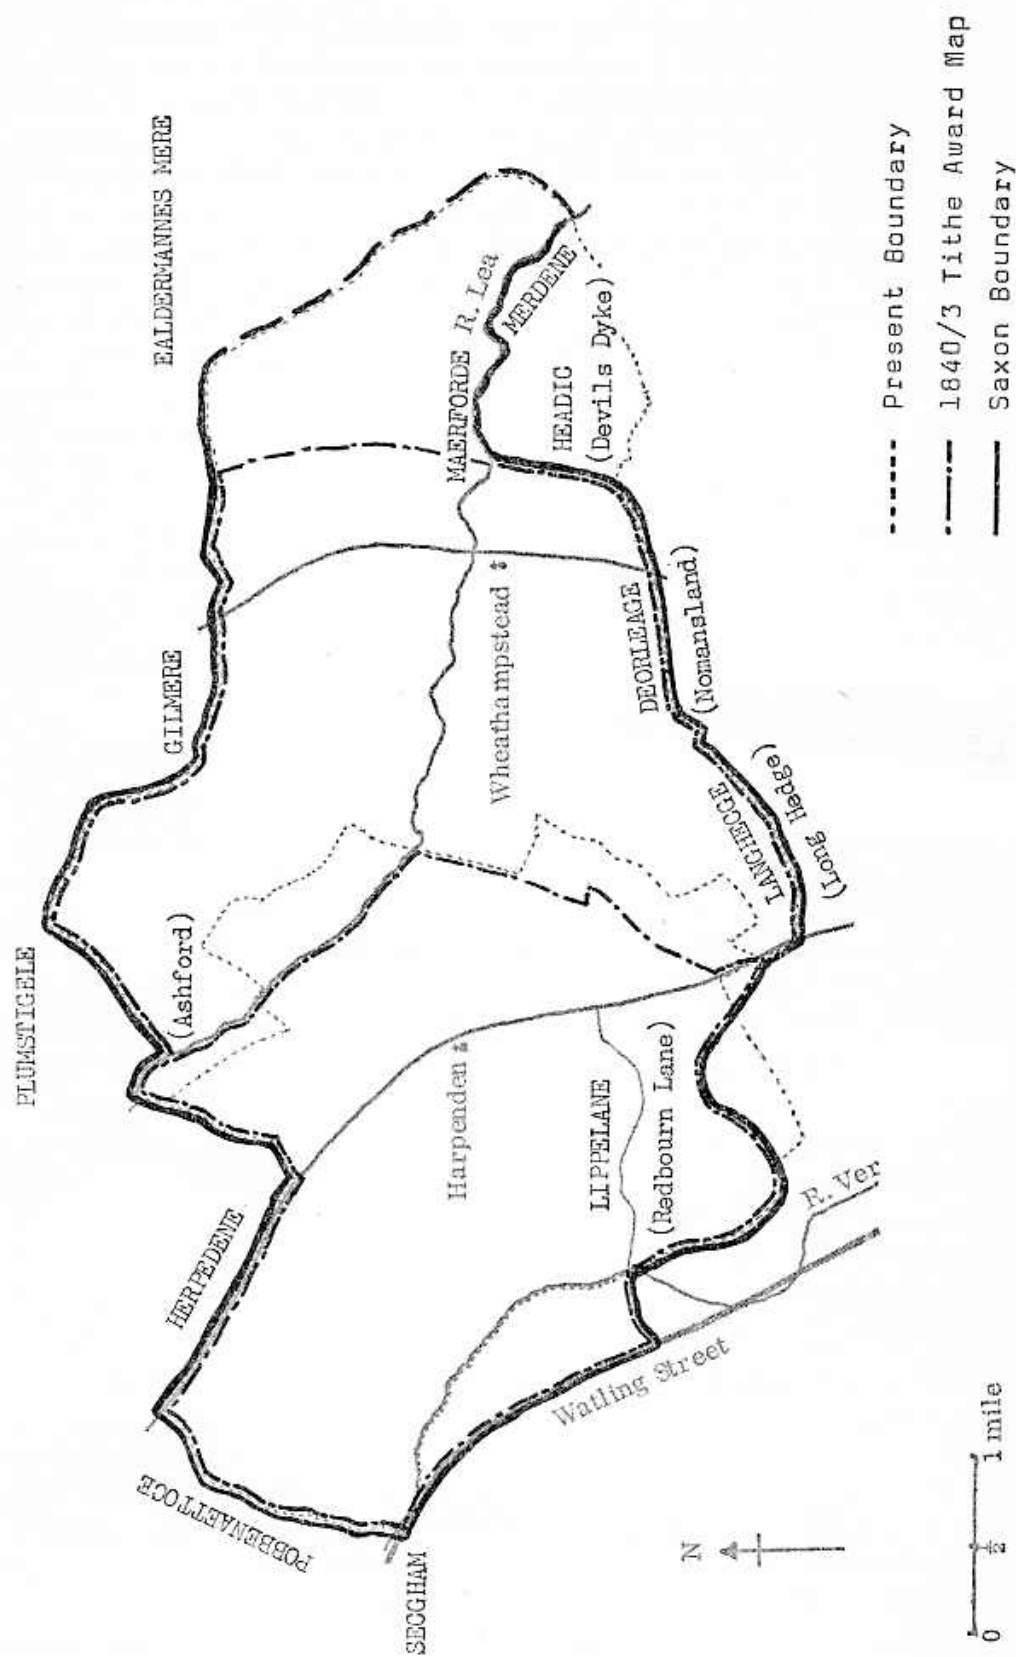 EALDERMANNES MERE
PLUMSTIGELE
GILMERE
(Ashford)
HERPEDENE
POBBENAETTOCE
SECGHAM
MAERFORDE
R. Lea
MERDENE
HEADIC
(Devils Dyke)
Wheathampstead
DEORLEAGE
(Nomansland)
LANGHECGE
(Long Hedge)
Harpenden
LIPPELANE
(Redbourn Lane)
R. Ver
Watling Street
N
0 ½ 1 mile
Present Boundary
1840/3 Tithe Award Map
Saxon Boundary